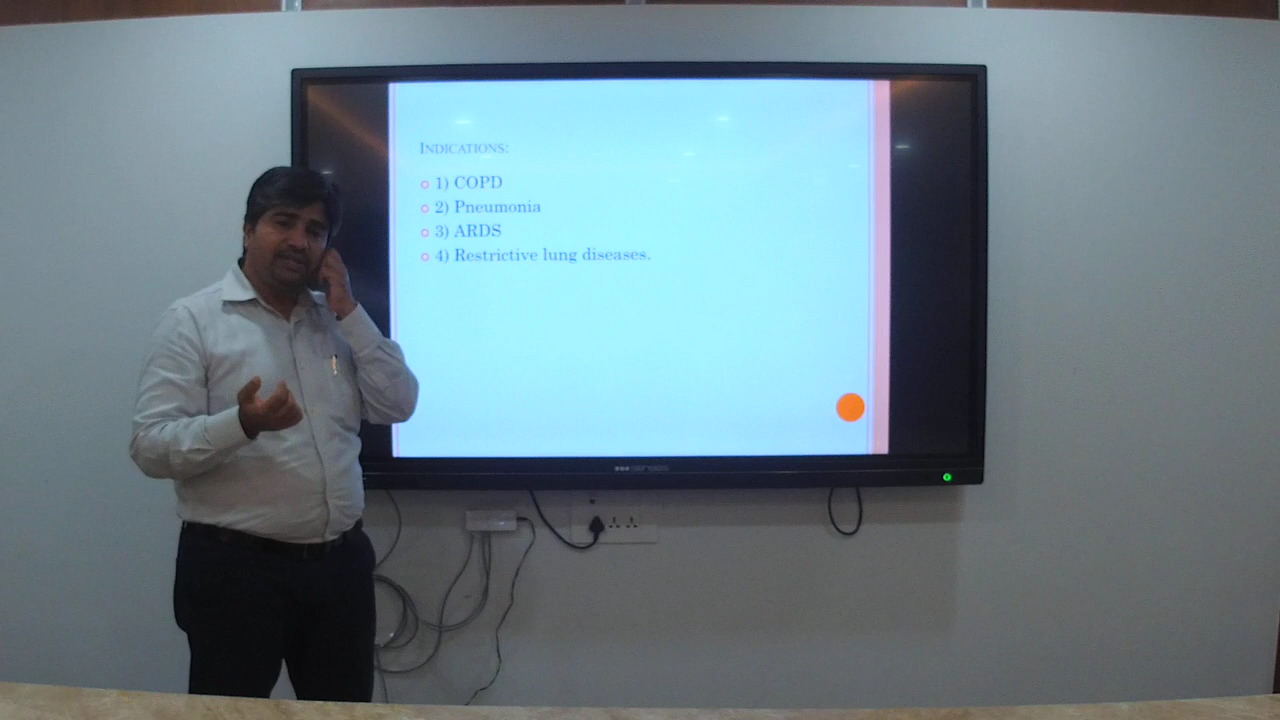 INDICATIONS:
1) COPD
2) Pneumonia
3) ARDS
4) Restrictive lung diseases.